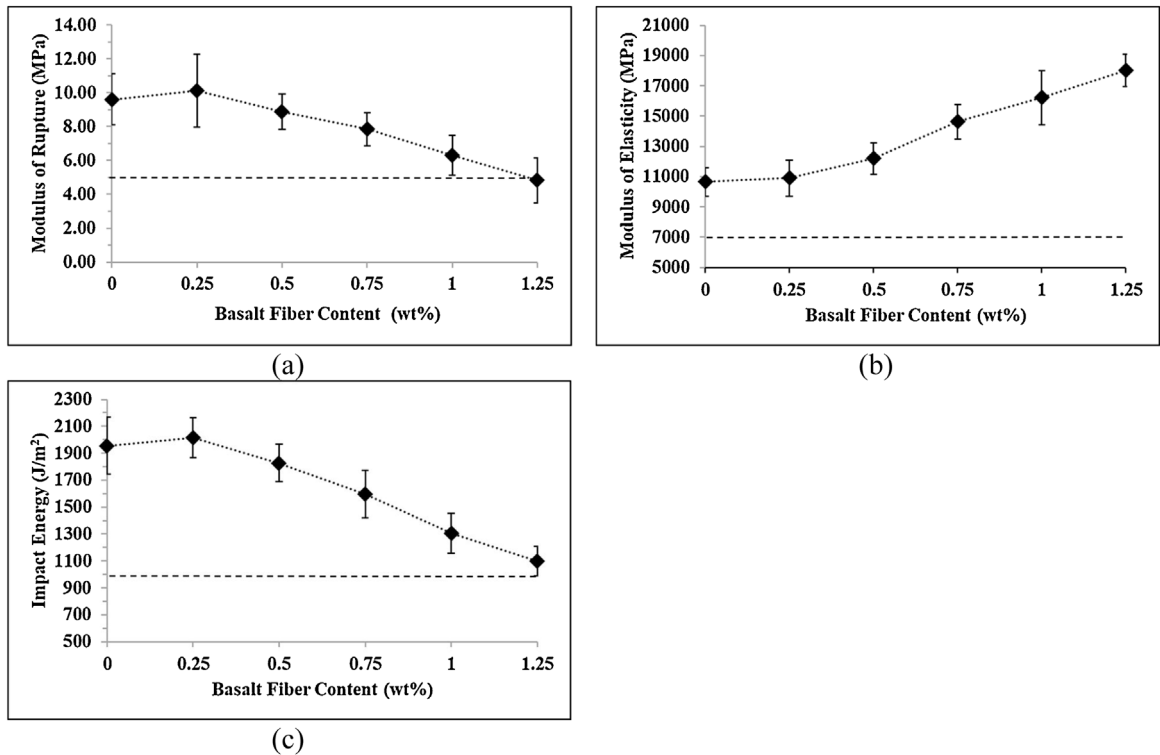 Modulus of Rupture (MPa)
14.00
12.00
10.00
8.00
6.00
4.00
2.00
0.00
0 0.25 0.5 0.75 1 1.25
Basalt Fiber Content (wt%)
(a)
Modulus of Elasticity (MPa)
21000
19000
17000
15000
13000
11000
9000
7000
5000
0 0.25 0.5 0.75 1 1.25
Basalt Fiber Content (wt%)
(b)
Impact Energy (J/m²)
2300
2100
1900
1700
1500
1300
1100
900
700
500
0 0.25 0.5 0.75 1 1.25
Basalt Fiber Content (wt%)
(c)